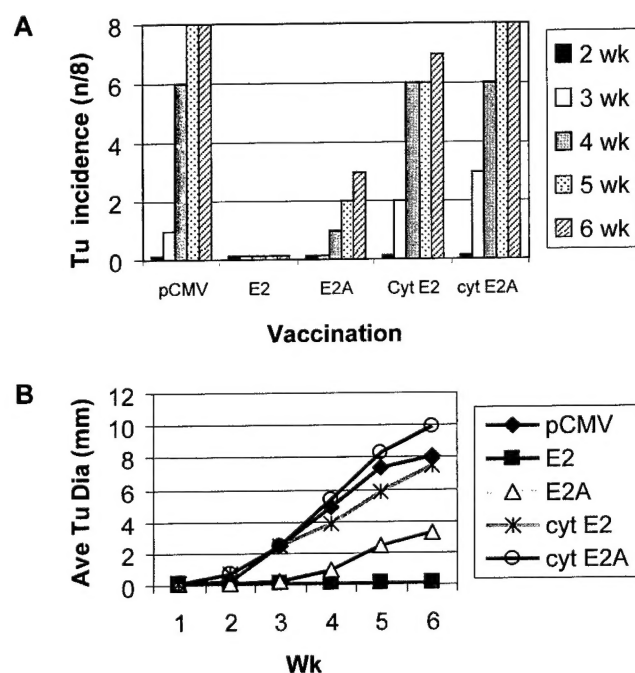 A
Tu incidence (n/8)
8
6
4
2
0
pCMV E2 E2A Cyt E2 cyt E2A
Vaccination
2 wk
3 wk
4 wk
5 wk
6 wk
B
Ave Tu Dia (mm)
12
10
8
6
4
2
0
1 2 3 4 5 6
Wk
pCMV
E2
E2A
cyt E2
cyt E2A